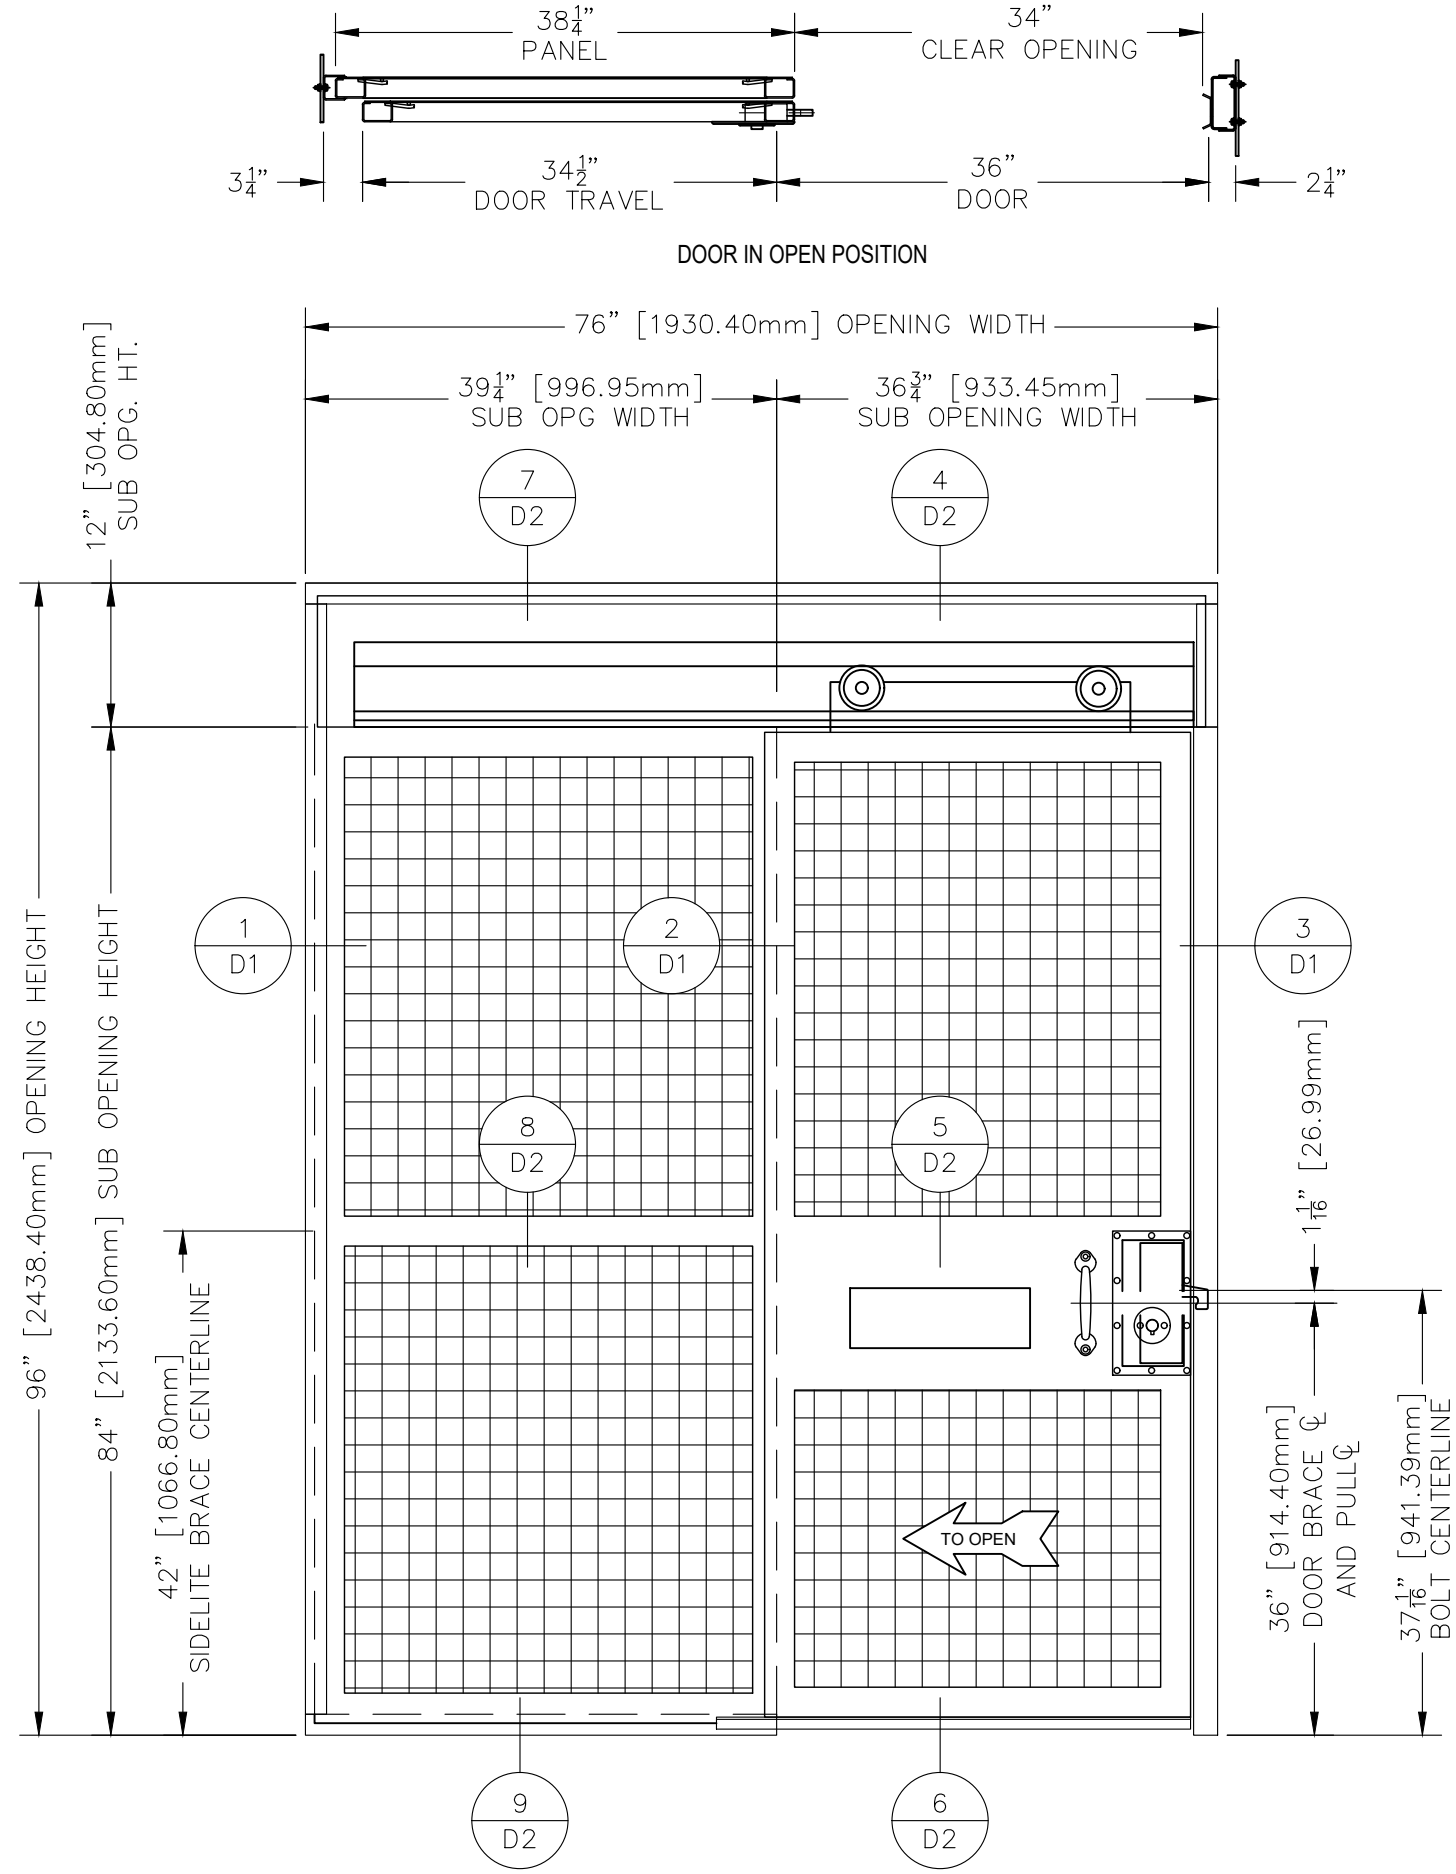 38¼”
PANEL
34”
CLEAR OPENING
3¼”
34½”
DOOR TRAVEL
36”
DOOR
2¼”
DOOR IN OPEN POSITION
76” [1930.40mm] OPENING WIDTH
39¼” [996.95mm]
SUB OPG WIDTH
36¾” [933.45mm]
SUB OPENING WIDTH
12” [304.80mm]
SUB OPG. HT.
7
D2
4
D2
96” [2438.40mm] OPENING HEIGHT
84” [2133.60mm] SUB OPENING HEIGHT
1
D1
2
D1
3
D1
8
D2
5
D2
1 1/16” [26.99mm]
42” [1066.80mm]
SIDELITE BRACE CENTERLINE
36” [914.40mm]
DOOR BRACE ℄
AND PULL℄
37 1/16” [941.39mm]
BOLT CENTERLINE
TO OPEN
9
D2
6
D2